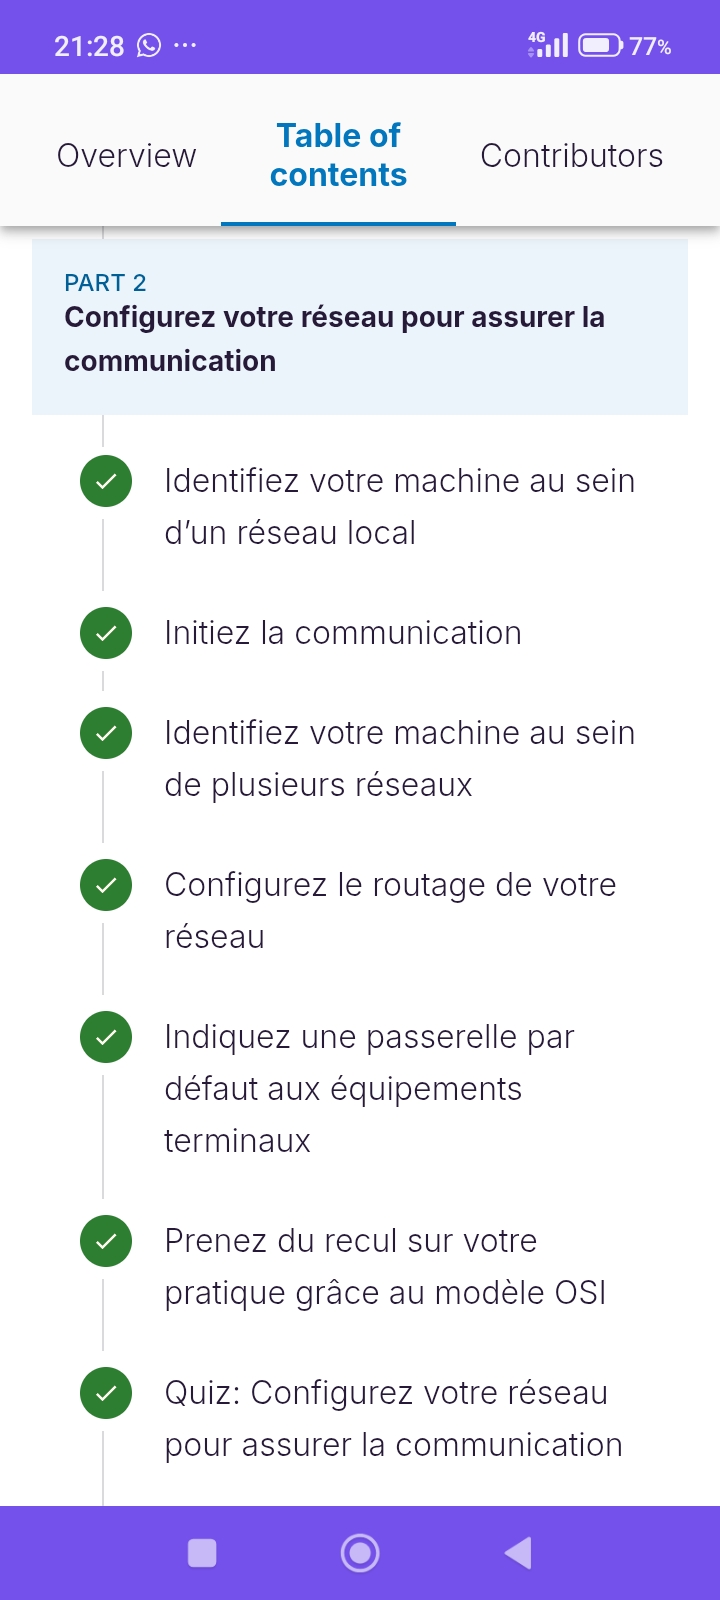 21:28
4G
77%
Overview
Table of
contents
Contributors
PART 2
Configurez votre réseau pour assurer la
communication
Identifiez votre machine au sein
d’un réseau local
Initiez la communication
Identifiez votre machine au sein
de plusieurs réseaux
Configurez le routage de votre
réseau
Indiquez une passerelle par
défaut aux équipements
terminaux
Prenez du recul sur votre
pratique grâce au modèle OSI
Quiz: Configurez votre réseau
pour assurer la communication